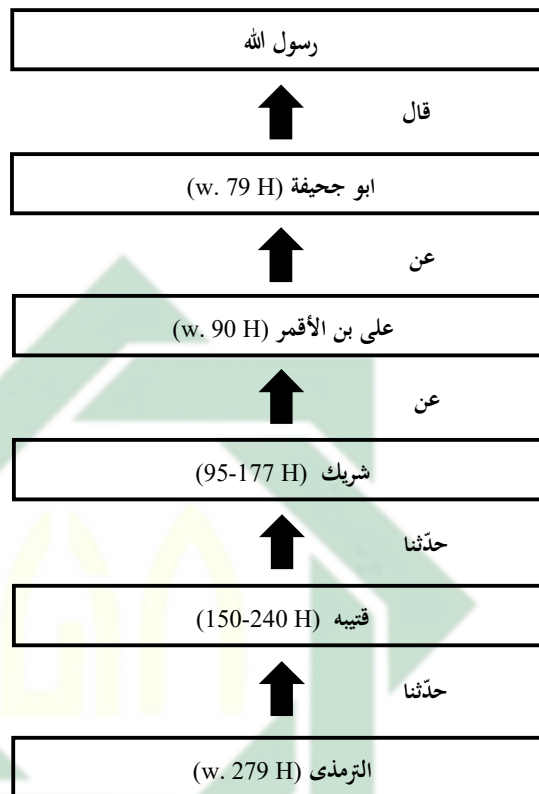 رسول الله
قال
ابو جحيفة (w. 79 H)
عن
على بن الأقمر (w. 90 H)
عن
شريك (95-177 H)
حدّثنا
قتيبه (150-240 H)
حدّثنا
الترمذى (w. 279 H)